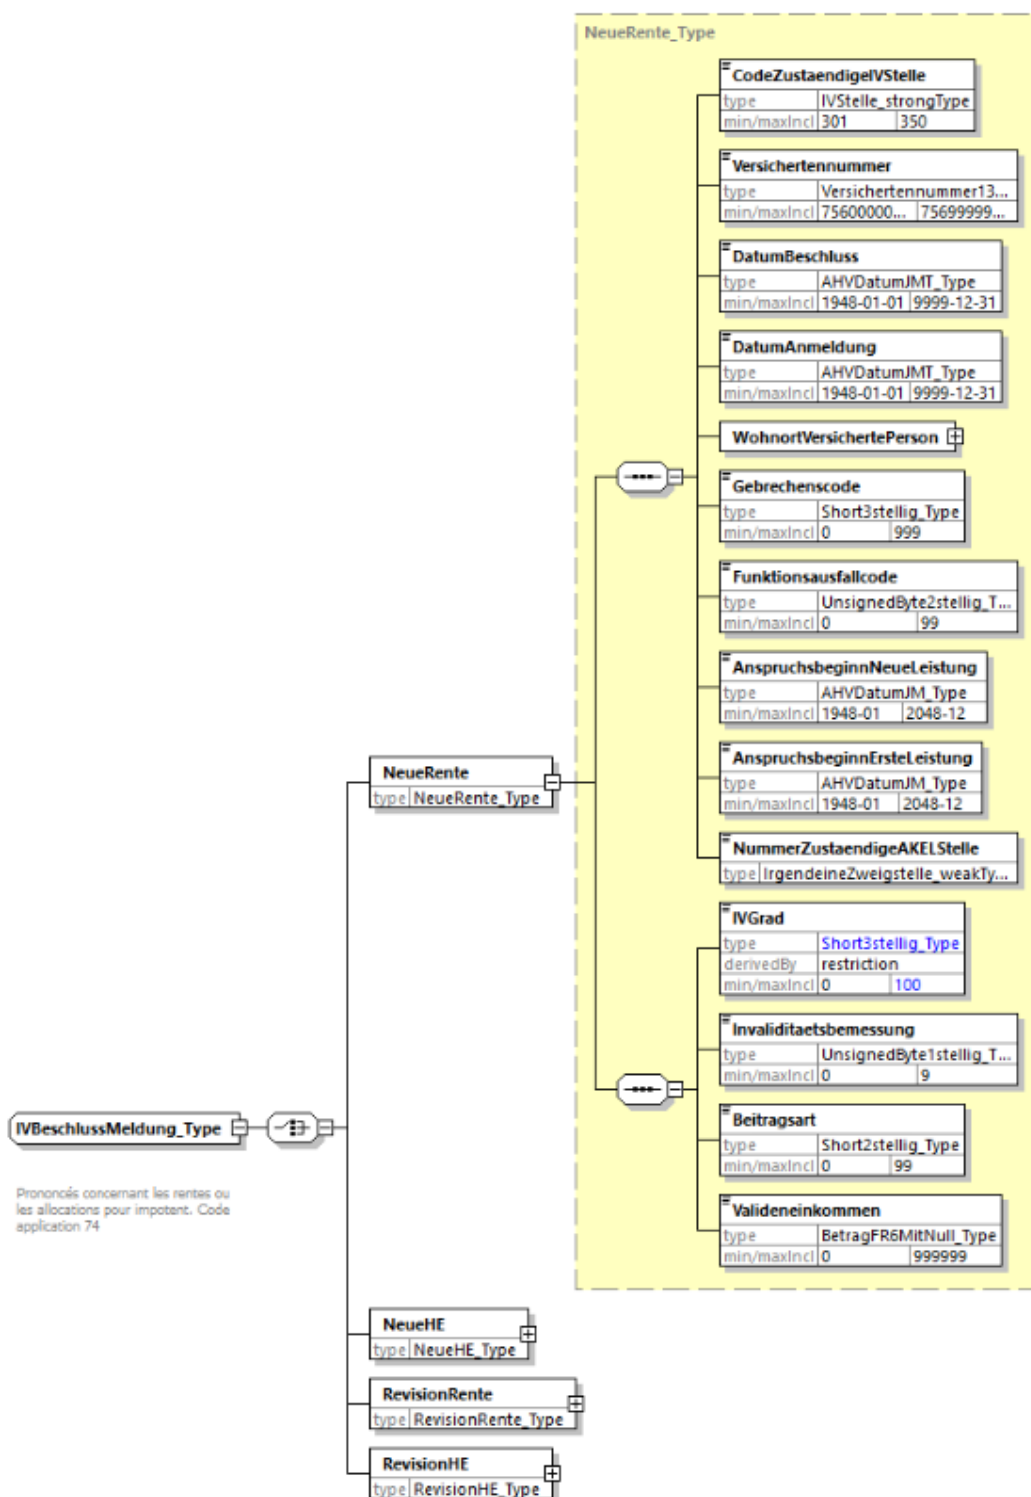 NeueRente_Type
CodeZustaendigeIVStelle
type IVStelle_strongType
min/maxIncl 301 350
Versichertennummer
type Versichertennummer13...
min/maxIncl 75600000... 75699999...
DatumBeschluss
type AHVDatumJMT_Type
min/maxIncl 1948-01-01 9999-12-31
DatumAnmeldung
type AHVDatumJMT_Type
min/maxIncl 1948-01-01 9999-12-31
WohnortVersichertePerson
Gebrechenscode
type Short3stellig_Type
min/maxIncl 0 999
Funktionsausfallcode
type UnsignedByte2stellig_T...
min/maxIncl 0 99
AnspruchsbeginnNeueLeistung
type AHVDatumJM_Type
min/maxIncl 1948-01 2048-12
AnspruchsbeginnErsteLeistung
type AHVDatumJM_Type
min/maxIncl 1948-01 2048-12
NummerZustaendigeAKELStelle
type IrgendeineZweigstelle_weakTy...
NeueRente
type NeueRente_Type
IVGrad
type Short3stellig_Type
derivedBy restriction
min/maxIncl 0 100
Invaliditaetsbemessung
type UnsignedByte1stellig_T...
min/maxIncl 0 9
Beitragsart
type Short2stellig_Type
min/maxIncl 0 99
Valideneinkommen
type BetragFR6MitNull_Type
min/maxIncl 0 999999
IVBeschlussMeldung_Type
Prononcés concernant les rentes ou
les allocations pour impotent. Code
application 74
NeueHE
type NeueHE_Type
RevisionRente
type RevisionRente_Type
RevisionHE
type RevisionHE_Type